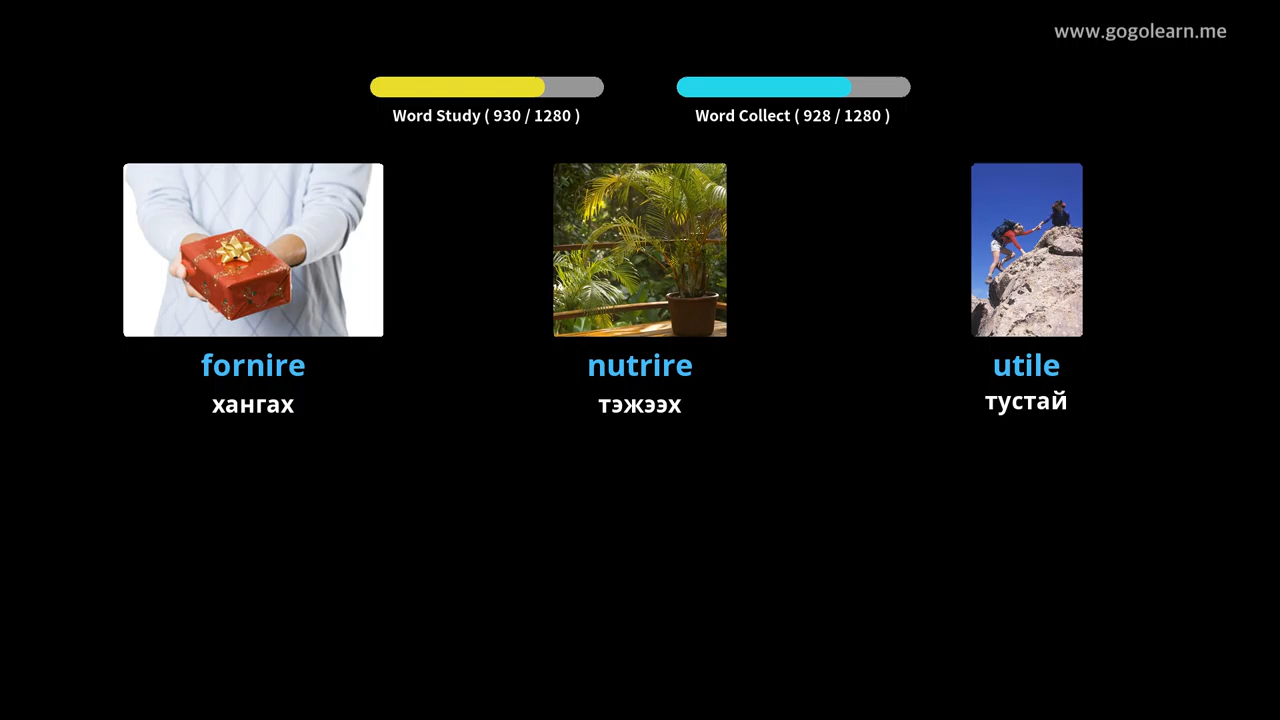 www.gogolearn.me
Word Study ( 930 / 1280 )
Word Collect ( 928 / 1280 )
fornire
хангах
nutrire
тэжээх
utile
тустай